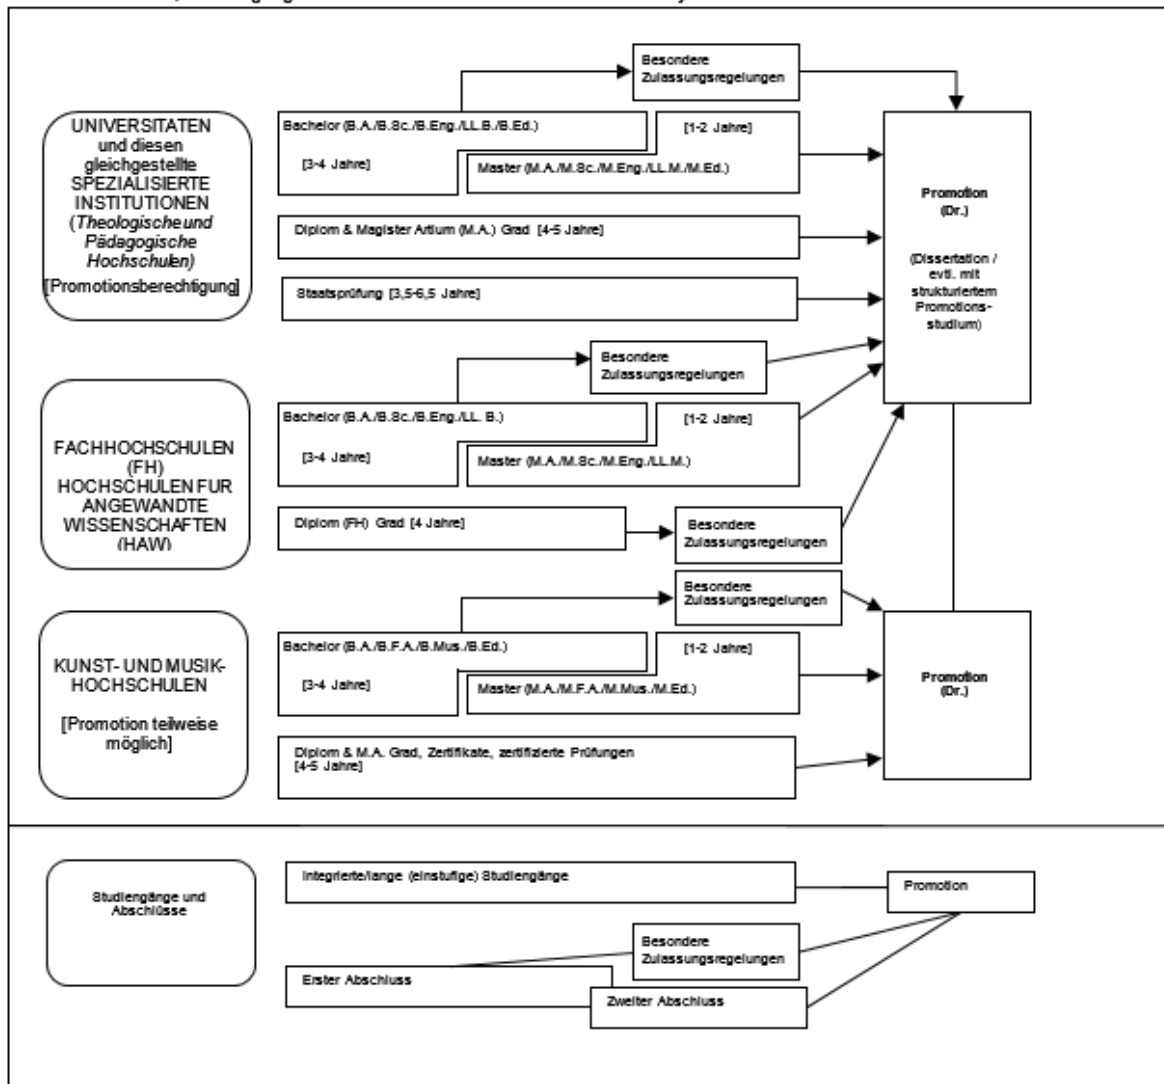 Besondere
Zulassungsregelungen
UNIVERSITATEN
und diesen
gleichgestellte
SPEZIALISIERTE
INSTITUTIONEN
(Theologische und
Pädagogische
Hochschulen)
[Promotionsberechtigung]
Bachelor (B.A./B.Sc./B.Eng./LL.B./B.Ed.)
[3-4 Jahre]
[1-2 Jahre]
Master (M.A./M.Sc./M.Eng./LL.M./M.Ed.)
Diplom & Magister Artium (M.A.) Grad [4-5 Jahre]
Staatsprüfung [3,5-6,5 Jahre]
Promotion
(Dr.)
(Dissertation /
evtl. mit
strukturiertem
Promotions-
studium)
Besondere
Zulassungsregelungen
FACHHOCHSCHULEN
(FH)
HOCHSCHULEN FUR
ANGEWANDTE
WISSENSCHAFTEN
(HAW)
Bachelor (B.A./B.Sc./B.Eng./LL. B.)
[3-4 Jahre]
[1-2 Jahre]
Master (M.A./M.Sc./M.Eng./LL.M.)
Diplom (FH) Grad [4 Jahre]
Besondere
Zulassungsregelungen
Besondere
Zulassungsregelungen
KUNST- UND MUSIK-
HOCHSCHULEN
[Promotion teilweise
möglich]
Bachelor (B.A./B.F.A./B.Mus./B.Ed.)
[3-4 Jahre]
[1-2 Jahre]
Master (M.A./M.F.A./M.Mus./M.Ed.)
Diplom & M.A. Grad, Zertifikate, zertifizierte Prüfungen
[4-5 Jahre]
Promotion
(Dr.)
Studiengänge und
Abschlüsse
Integrierte/lange (einstufige) Studiengänge
Promotion
Besondere
Zulassungsregelungen
Erster Abschluss
Zweiter Abschluss